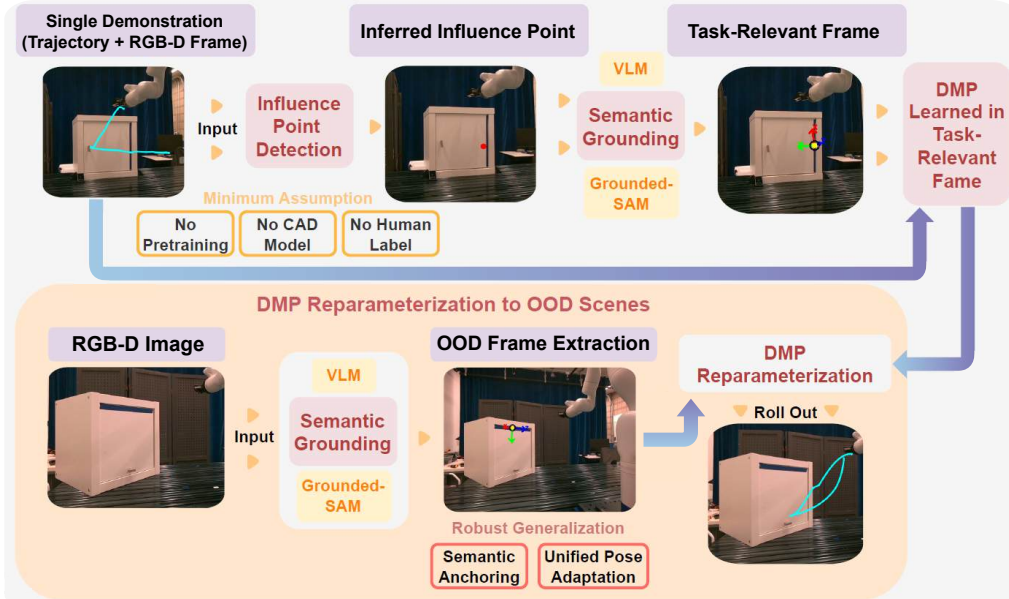 Single Demonstration
(Trajectory + RGB-D Frame)
Inferred Influence Point
Task-Relevant Frame
Input
Influence
Point
Detection
VLM
Semantic
Grounding
Grounded-
SAM
DMP
Learned in
Task-
Relevant
Fame
Minimum Assumption
No
Pretraining
No CAD
Model
No Human
Label
DMP Reparameterization to OOD Scenes
RGB-D Image
OOD Frame Extraction
Input
VLM
Semantic
Grounding
Grounded-
SAM
DMP
Reparameterization
Roll Out
Robust Generalization
Semantic
Anchoring
Unified Pose
Adaptation